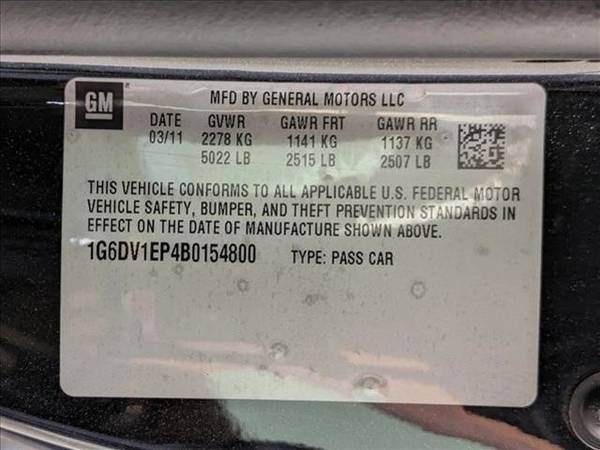 GM
MFD BY GENERAL MOTORS LLC
DATE GVWR GAWR FRT GAWR RR
03/11 2278 KG 1141 KG 1137 KG
5022 LB 2515 LB 2507 LB
THIS VEHICLE CONFORMS TO ALL APPLICABLE U.S. FEDERAL MOTOR
VEHICLE SAFETY, BUMPER, AND THEFT PREVENTION STANDARDS IN
EFFECT ON THE DATE OF MANUFACTURE SHOWN ABOVE.
1G6DV1EP4B0154800 TYPE: PASS CAR